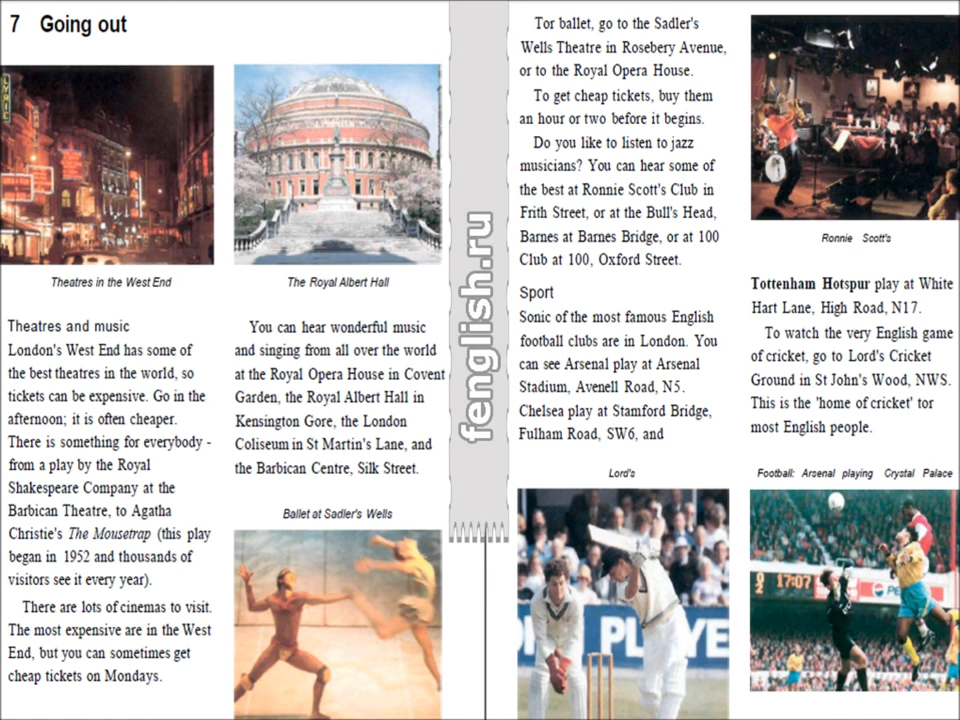 7 Going out
LYRIC
Theatres in the West End
The Royal Albert Hall
Theatres and music
London's West End has some of
the best theatres in the world, so
tickets can be expensive. Go in the
afternoon; it is often cheaper.
There is something for everybody -
from a play by the Royal
Shakespeare Company at the
Barbican Theatre, to Agatha
Christie's The Mousetrap (this play
began in 1952 and thousands of
visitors see it every year).
There are lots of cinemas to visit.
The most expensive are in the West
End, but you can sometimes get
cheap tickets on Mondays.
You can hear wonderful music
and singing from all over the world
at the Royal Opera House in Covent
Garden, the Royal Albert Hall in
Kensington Gore, the London
Coliseum in St Martin's Lane, and
the Barbican Centre, Silk Street.
Ballet at Sadler's Wells
fenglish.ru
Tor ballet, go to the Sadler's
Wells Theatre in Rosebery Avenue,
or to the Royal Opera House.
To get cheap tickets, buy them
an hour or two before it begins.
Do you like to listen to jazz
musicians? You can hear some of
the best at Ronnie Scott's Club in
Frith Street, or at the Bull's Head,
Barnes at Barnes Bridge, or at 100
Club at 100, Oxford Street.
Sport
Sonic of the most famous English
football clubs are in London. You
can see Arsenal play at Arsenal
Stadium, Avenell Road, N5.
Chelsea play at Stamford Bridge,
Fulham Road, SW6, and
Lord's
PLAYE
Ronnie Scott's
Tottenham Hotspur play at White
Hart Lane, High Road, N17.
To watch the very English game
of cricket, go to Lord's Cricket
Ground in St John's Wood, NWS.
This is the 'home of cricket' tor
most English people.
Football: Arsenal playing Crystal Palace
0 17:07
2